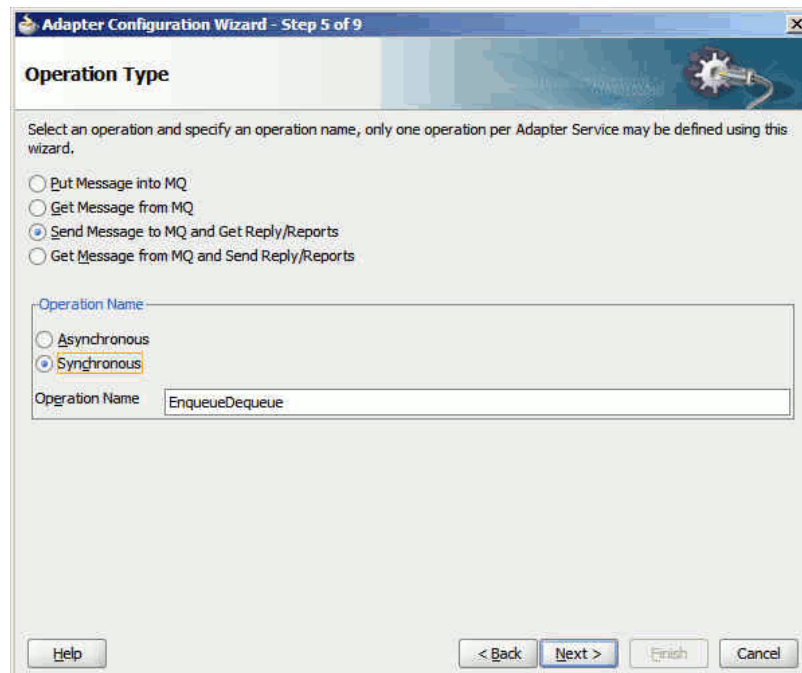 Adapter Configuration Wizard - Step 5 of 9
Operation Type
Select an operation and specify an operation name, only one operation per Adapter Service may be defined using this
wizard.
Put Message into MQ
Get Message from MQ
Send Message to MQ and Get Reply/Reports
Get Message from MQ and Send Reply/Reports
Operation Name
Asynchronous
Synchronous
Operation Name EnqueueDequeue
Help < Back Next > Finish Cancel